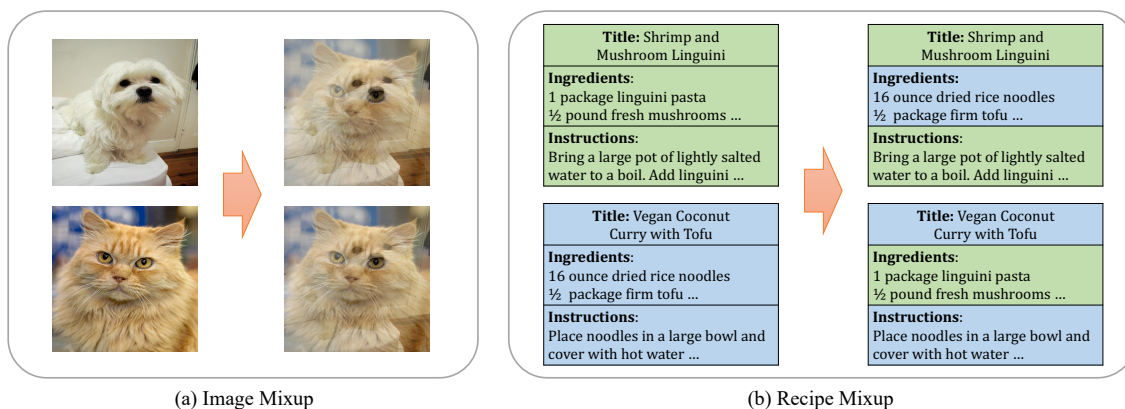 Title: Shrimp and
Mushroom Linguini
Ingredients:
1 package linguini pasta
½ pound fresh mushrooms ...
Instructions:
Bring a large pot of lightly salted
water to a boil. Add linguini ...
Title: Vegan Coconut
Curry with Tofu
Ingredients:
16 ounce dried rice noodles
½ package firm tofu ...
Instructions:
Place noodles in a large bowl and
cover with hot water ...
Title: Shrimp and
Mushroom Linguini
Ingredients:
16 ounce dried rice noodles
½ package firm tofu ...
Instructions:
Bring a large pot of lightly salted
water to a boil. Add linguini ...
Title: Vegan Coconut
Curry with Tofu
Ingredients:
1 package linguini pasta
½ pound fresh mushrooms ...
Instructions:
Place noodles in a large bowl and
cover with hot water ...
(a) Image Mixup
(b) Recipe Mixup